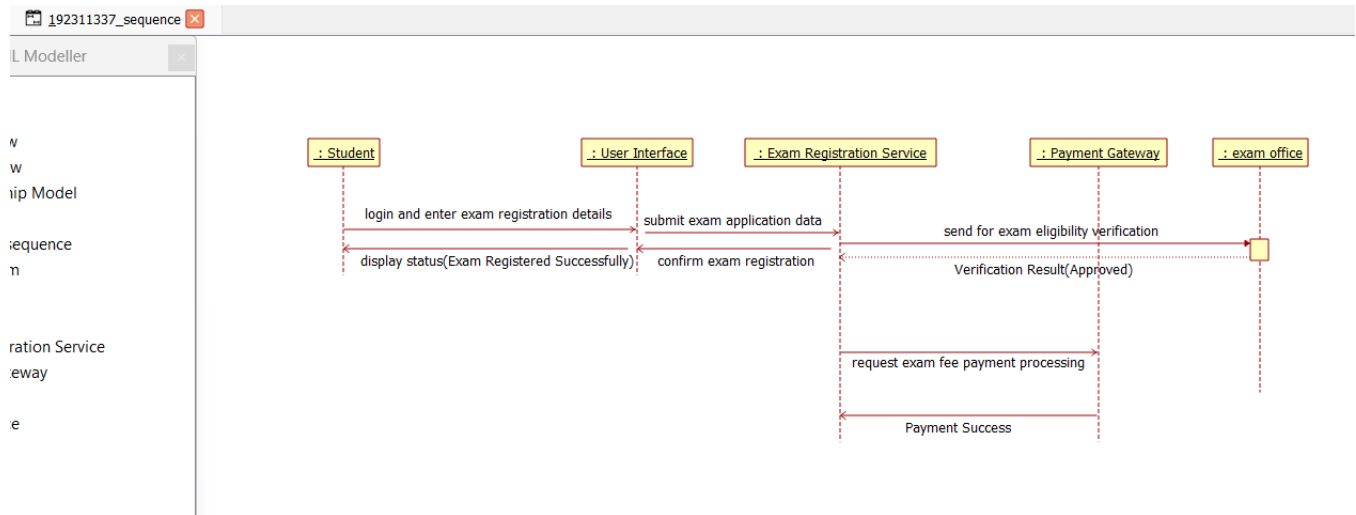 192311337_sequence
IL Modeller
w
w
nip Model
sequence
m
ration Service
teway
e
: Student
: User Interface
: Exam Registration Service
: Payment Gateway
: exam office
login and enter exam registration details
submit exam application data
send for exam eligibility verification
display status(Exam Registered Successfully)
confirm exam registration
Verification Result(Approved)
request exam fee payment processing
Payment Success